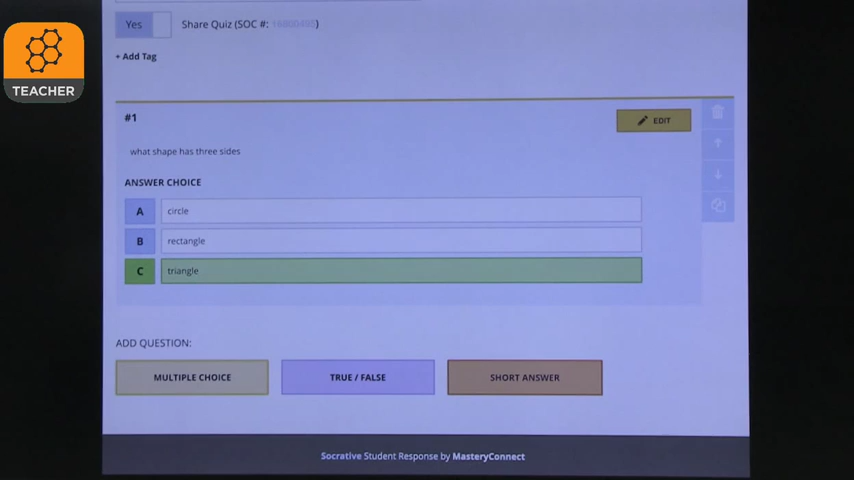 TEACHER
Yes
Share Quiz (SOC #: )
+ Add Tag
#1
EDIT
what shape has three sides
ANSWER CHOICE
A circle
B rectangle
C triangle
ADD QUESTION:
MULTIPLE CHOICE TRUE / FALSE SHORT ANSWER
Socrative Student Response by MasteryConnect